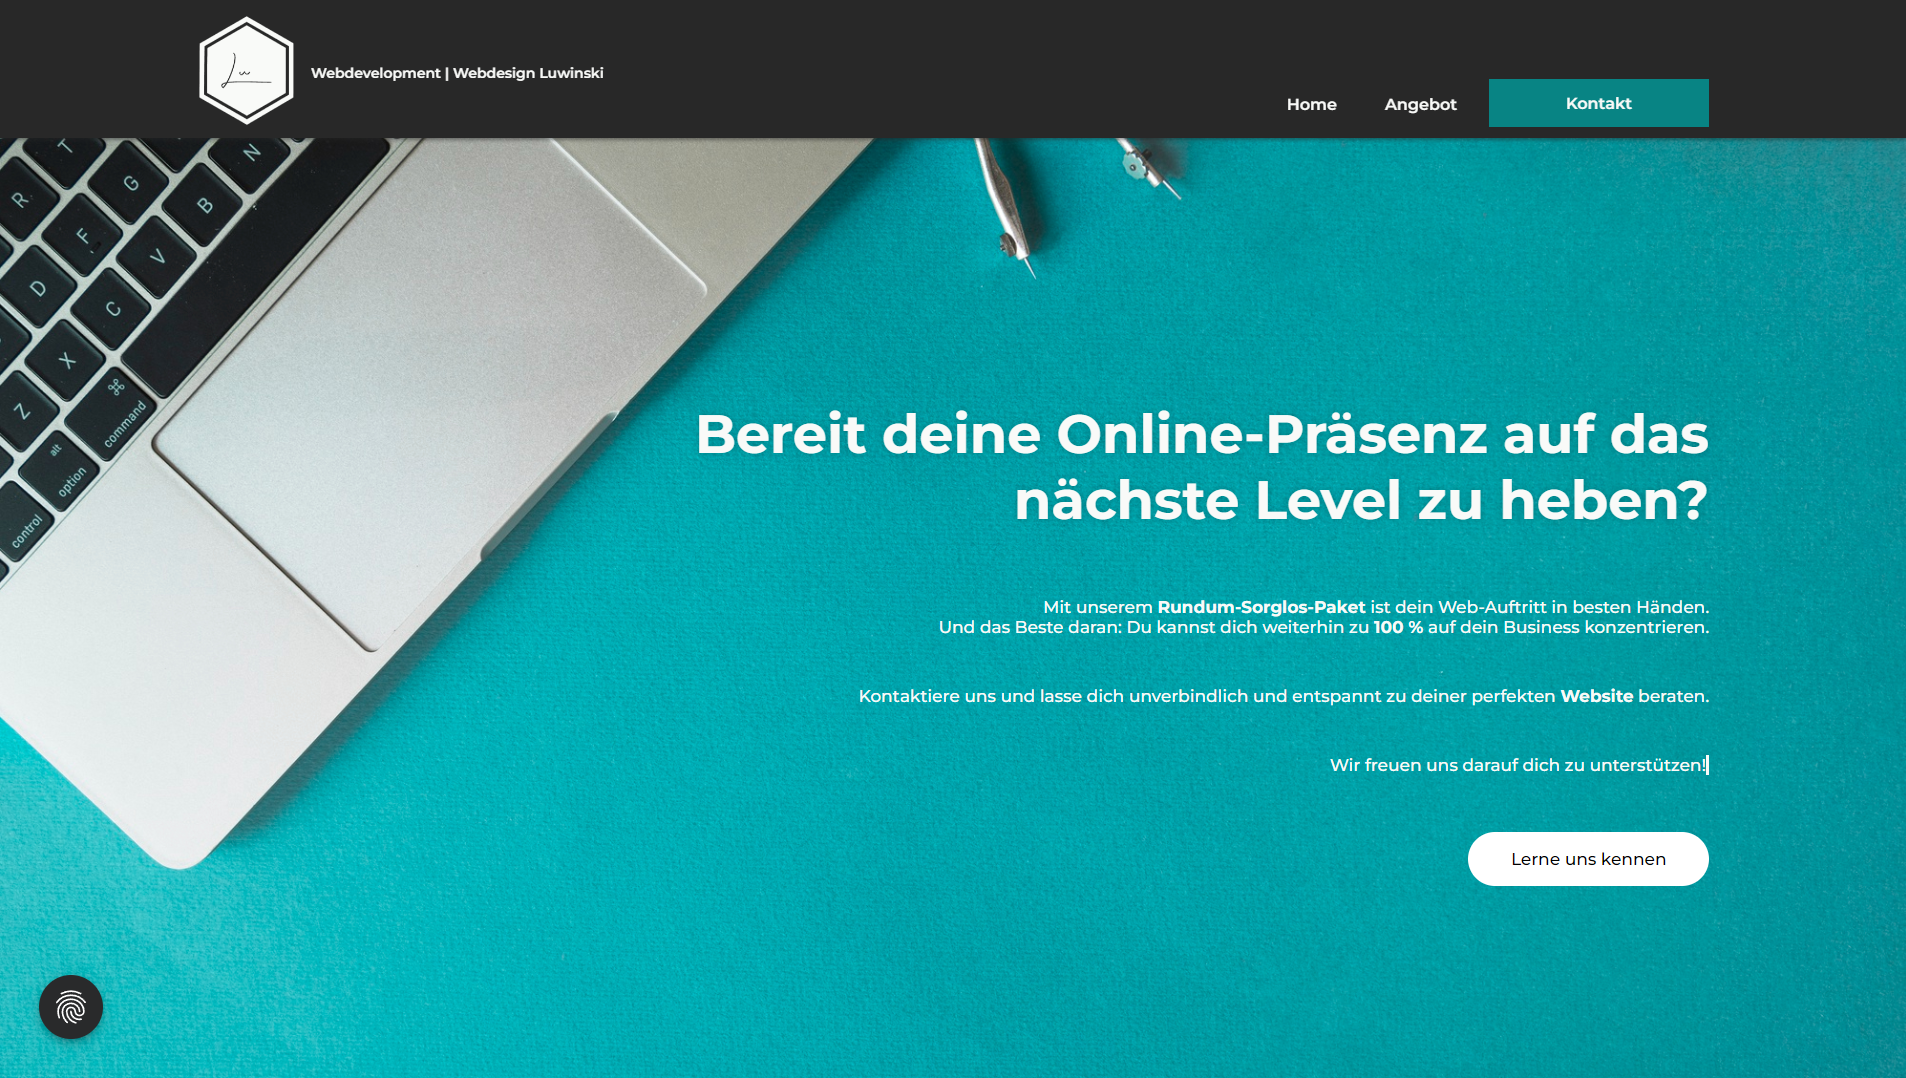 Lw
Webdevelopment | Webdesign Luwinski
Home
Angebot
Kontakt
T
N
R
G
B
F
V
D
C
X
Z
command
alt
option
control
Bereit deine Online-Präsenz auf das
nächste Level zu heben?
Mit unserem Rundum-Sorglos-Paket ist dein Web-Auftritt in besten Händen.
Und das Beste daran: Du kannst dich weiterhin zu 100 % auf dein Business konzentrieren.
Kontaktiere uns und lasse dich unverbindlich und entspannt zu deiner perfekten Website beraten.
Wir freuen uns darauf dich zu unterstützen!
Lerne uns kennen